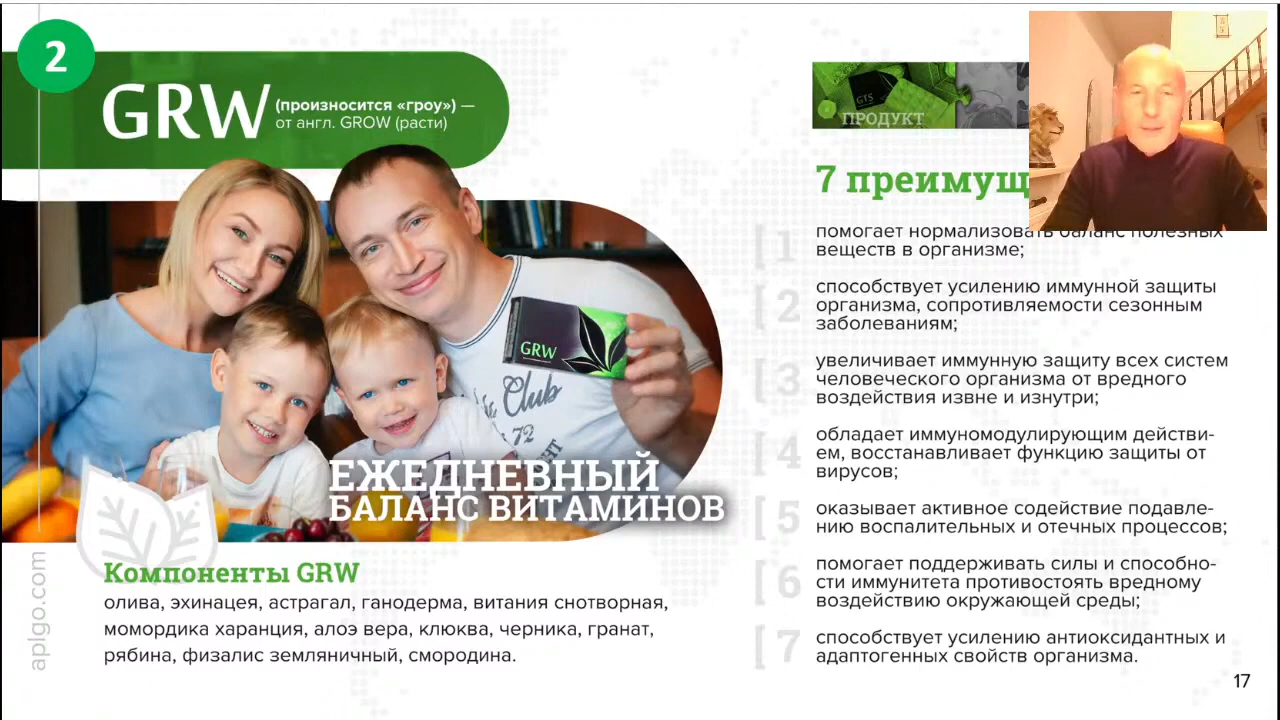 2
GRW
(произносится «гроу») —
от англ. GROW (расти)
GRW
Club
72
ЕЖЕДНЕВНЫЙ
БАЛАНС ВИТАМИНОВ
aplgo.com
Компоненты GRW
олива, эхинацея, астрагал, ганодерма, витания снотворная,
момордика харанция, алоэ вера, клюква, черника, гранат,
рябина, физалис земляничный, смородина.
GTS
ПРОДУКТ
7 преимущ
[1
помогает нормализовать баланс полезных
веществ в организме;
[2
способствует усилению иммунной защиты
организма, сопротивляемости сезонным
заболеваниям;
[3
увеличивает иммунную защиту всех систем
человеческого организма от вредного
воздействия извне и изнутри;
[4
обладает иммуномодулирующим действи-
ем, восстанавливает функцию защиты от
вирусов;
[5
оказывает активное содействие подавле-
нию воспалительных и отечных процессов;
[6
помогает поддерживать силы и способно-
сти иммунитета противостоять вредному
воздействию окружающей среды;
[7
способствует усилению антиоксидантных и
адаптогенных свойств организма.
17